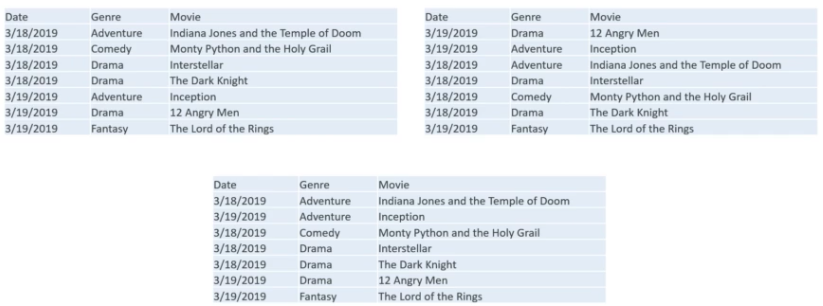 Date Genre Movie
3/18/2019 Adventure Indiana Jones and the Temple of Doom
3/18/2019 Comedy Monty Python and the Holy Grail
3/18/2019 Drama Interstellar
3/18/2019 Drama The Dark Knight
3/19/2019 Adventure Inception
3/19/2019 Drama 12 Angry Men
3/19/2019 Fantasy The Lord of the Rings
Date Genre Movie
3/19/2019 Drama 12 Angry Men
3/19/2019 Adventure Inception
3/18/2019 Adventure Indiana Jones and the Temple of Doom
3/18/2019 Drama Interstellar
3/18/2019 Comedy Monty Python and the Holy Grail
3/18/2019 Drama The Dark Knight
3/19/2019 Fantasy The Lord of the Rings
Date Genre Movie
3/18/2019 Adventure Indiana Jones and the Temple of Doom
3/19/2019 Adventure Inception
3/18/2019 Comedy Monty Python and the Holy Grail
3/18/2019 Drama Interstellar
3/18/2019 Drama The Dark Knight
3/19/2019 Drama 12 Angry Men
3/19/2019 Fantasy The Lord of the Rings